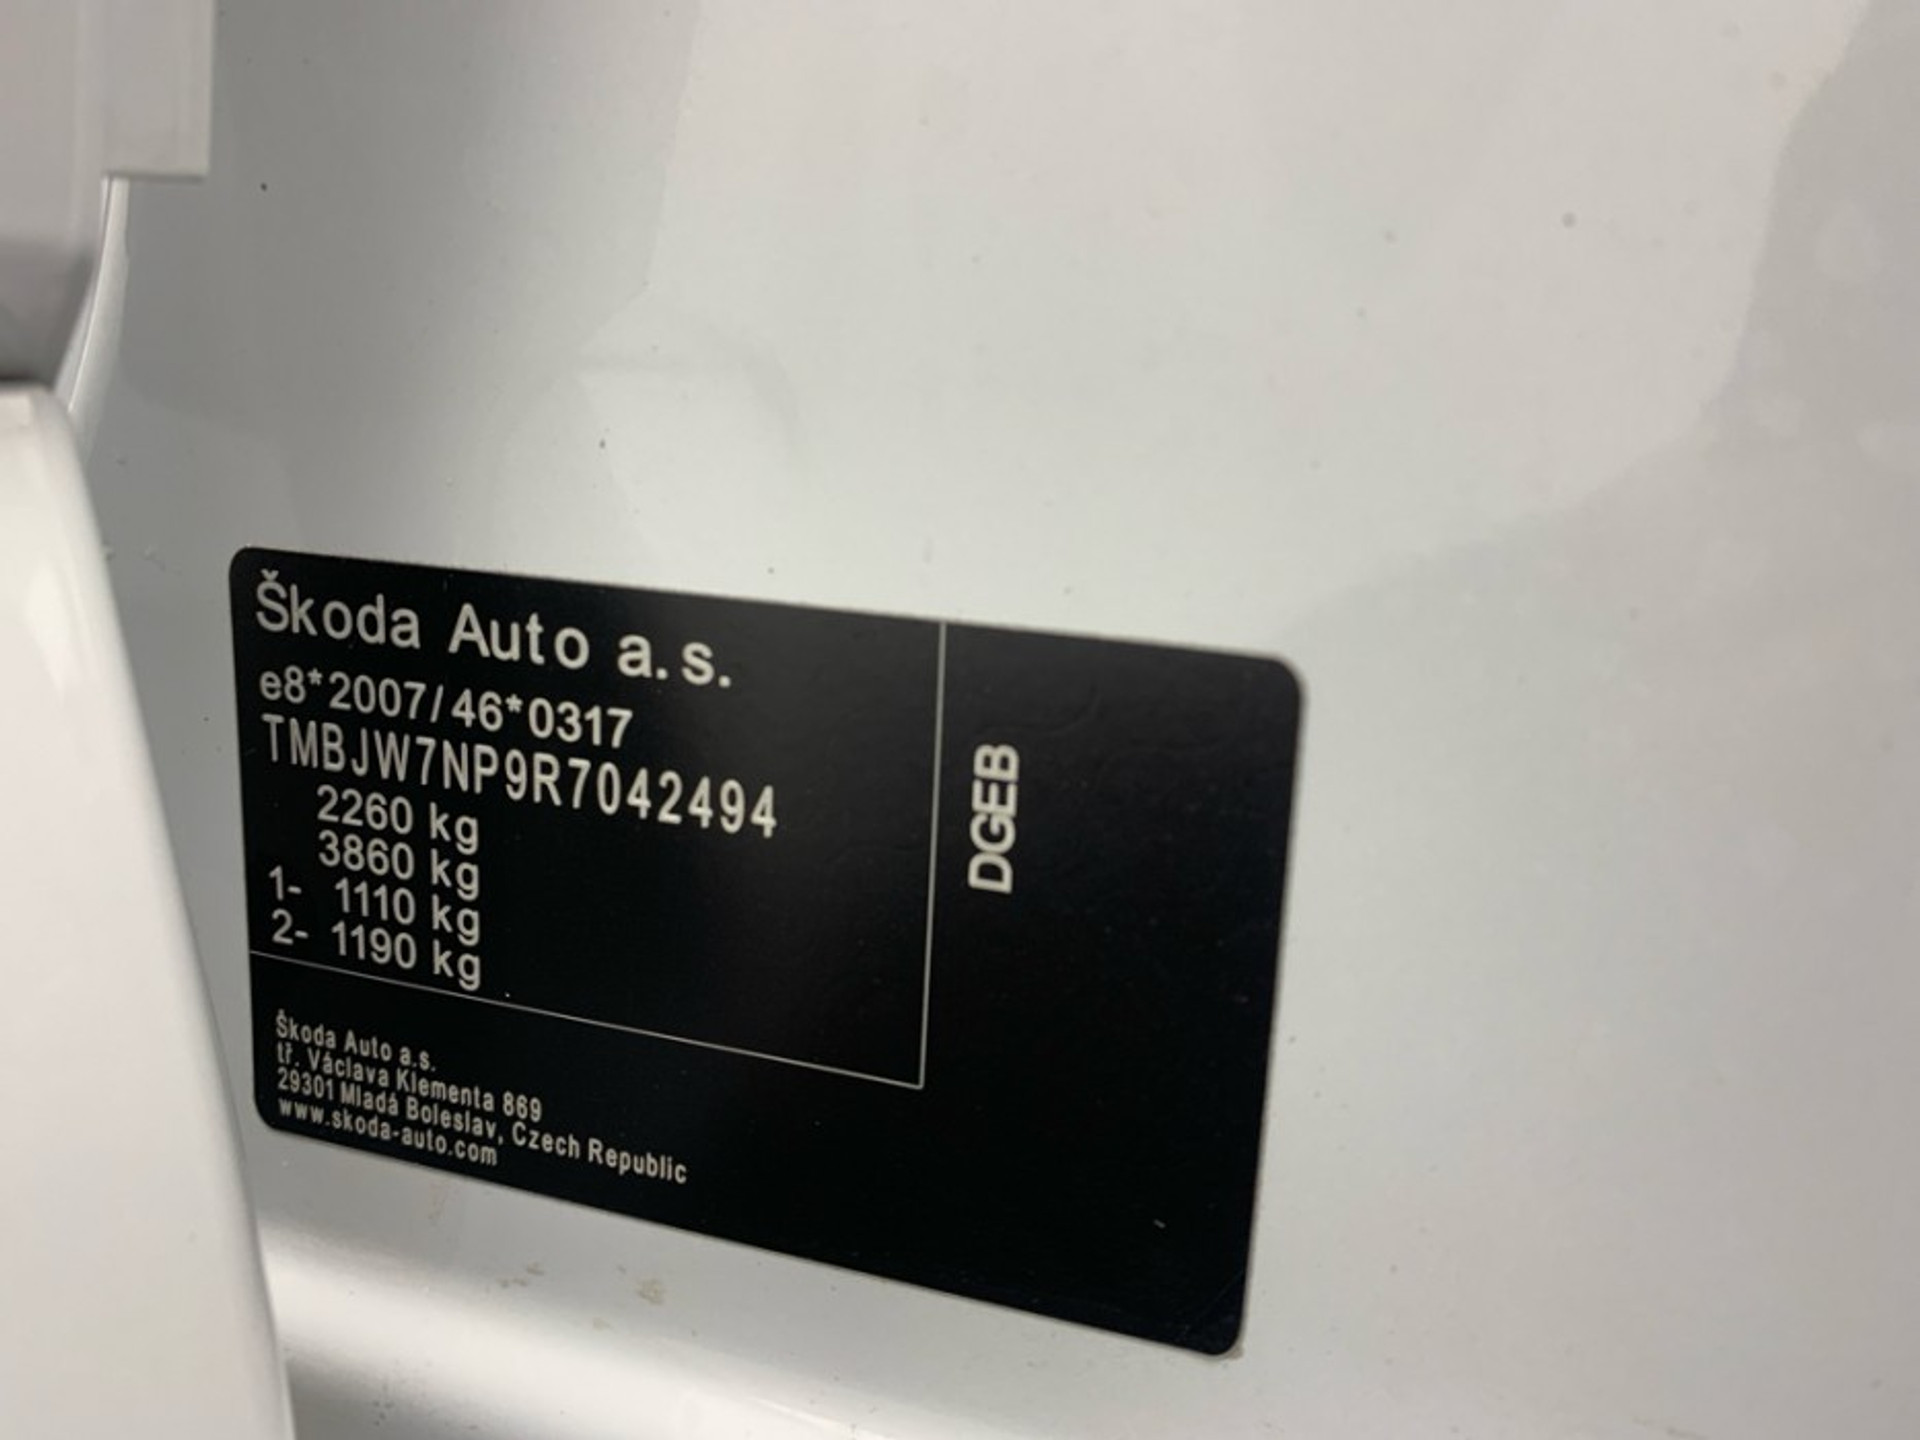 Škoda Auto a.s.
e8*2007/46*0317
TMBJW7NP9R7042494
2260 kg
3860 kg
1- 1110 kg
2- 1190 kg
DGEB
Škoda Auto a.s.
tř. Václava Klementa 869
29301 Mladá Boleslav, Czech Republic
www.skoda-auto.com